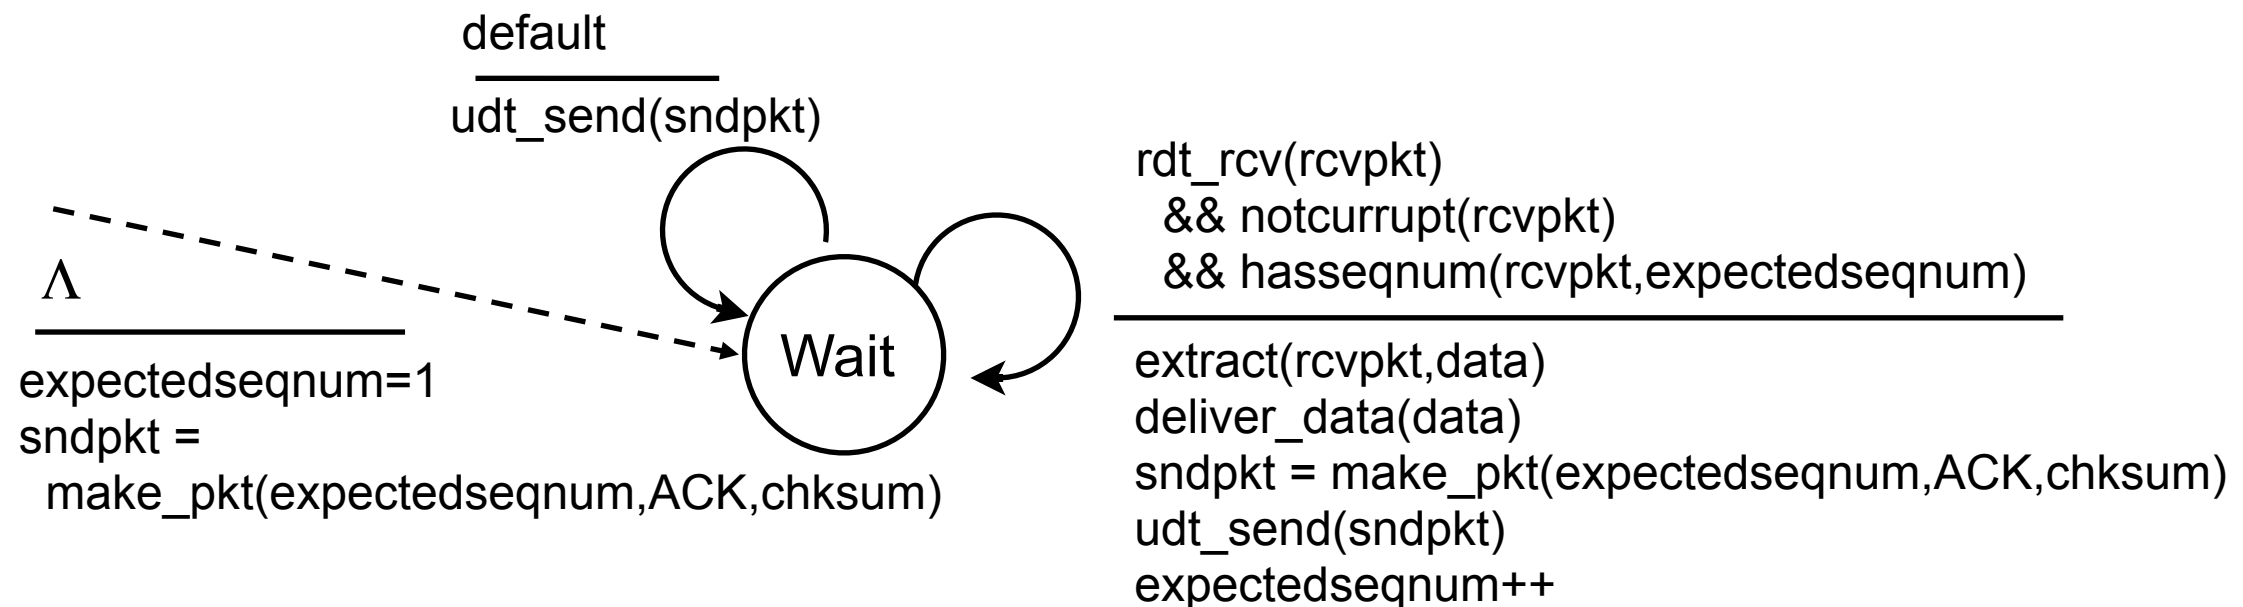 default
udt_send(sndpkt)
Λ
expectedseqnum=1
sndpkt =
make_pkt(expectedseqnum,ACK,chksum)
Wait
rdt_rcv(rcvpkt)
&& notcurrupt(rcvpkt)
&& hasseqnum(rcvpkt,expectedseqnum)
extract(rcvpkt,data)
deliver_data(data)
sndpkt = make_pkt(expectedseqnum,ACK,chksum)
udt_send(sndpkt)
expectedseqnum++